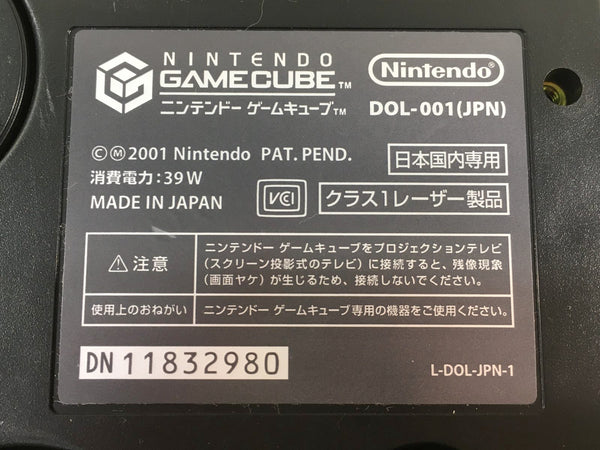 NINTENDO
GAMECUBE™
ニンテンドー ゲームキューブ™
Nintendo
DOL-001(JPN)
©Ⓜ2001 Nintendo PAT. PEND.
日本国内専用
消費電力:39W
MADE IN JAPAN
VCI
クラス1レーザー製品
⚠注意
ニンテンドー ゲームキューブをプロジェクションテレビ
(スクリーン投影式のテレビ)に接続すると、残像現象
(画面ヤケ)が生じるため、接続しないでください。
使用上のおねがい
ニンテンドー ゲームキューブ専用の機器をご使用ください。
DN 11832980
L-DOL-JPN-1